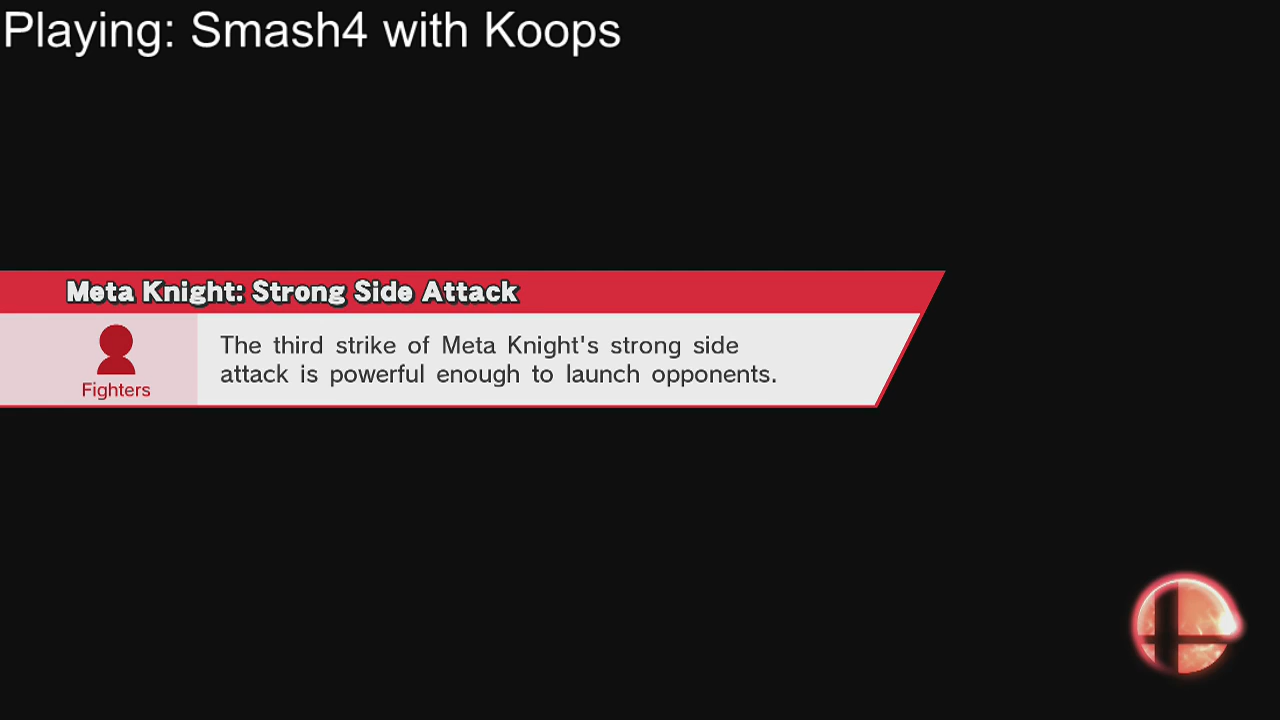 Playing: Smash4 with Koops
Meta Knight: Strong Side Attack
Fighters
The third strike of Meta Knight's strong side
attack is powerful enough to launch opponents.